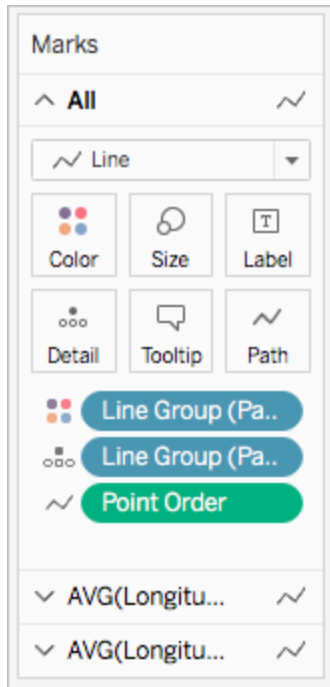 Marks
All
Line
Color Size Label
Detail Tooltip Path
Line Group (Pa..
Line Group (Pa..
Point Order
AVG(Longitu...
AVG(Longitu...